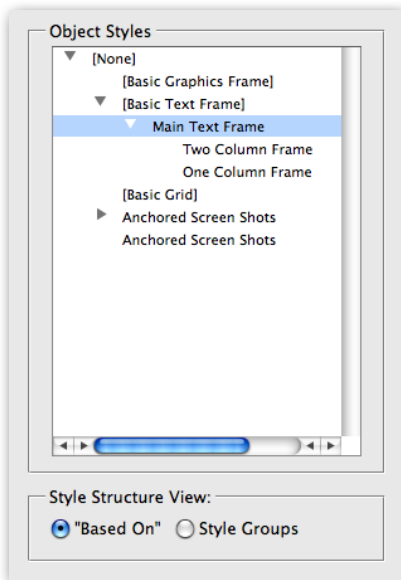 Object Styles
[None]
[Basic Graphics Frame]
[Basic Text Frame]
Main Text Frame
Two Column Frame
One Column Frame
[Basic Grid]
Anchored Screen Shots
Anchored Screen Shots
Style Structure View:
"Based On" Style Groups